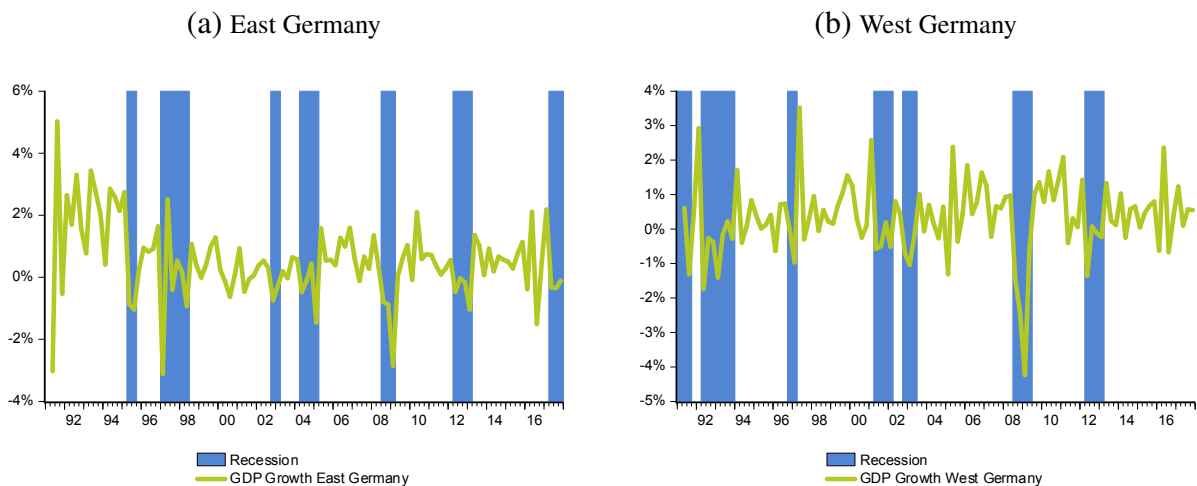 (a) East Germany
6%
4%
2%
0%
-2%
-4%
92 94 96 98 00 02 04 06 08 10 12 14 16
Recession
GDP Growth East Germany
(b) West Germany
4%
3%
2%
1%
0%
-1%
-2%
-3%
-4%
-5%
92 94 96 98 00 02 04 06 08 10 12 14 16
Recession
GDP Growth West Germany